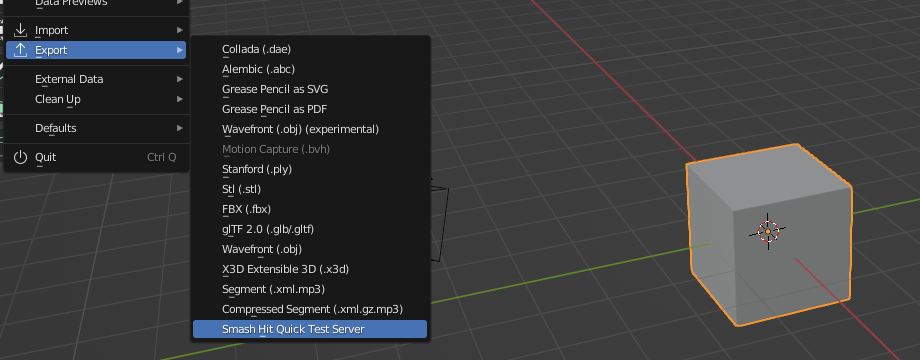 Data Previews
Import
Export
External Data
Clean Up
Defaults
Quit Ctrl Q
Collada (.dae)
Alembic (.abc)
Grease Pencil as SVG
Grease Pencil as PDF
Wavefront (.obj) (experimental)
Motion Capture (.bvh)
Stanford (.ply)
Stl (.stl)
FBX (.fbx)
glTF 2.0 (.glb/.gltf)
Wavefront (.obj)
X3D Extensible 3D (.x3d)
Segment (.xml.mp3)
Compressed Segment (.xml.gz.mp3)
Smash Hit Quick Test Server